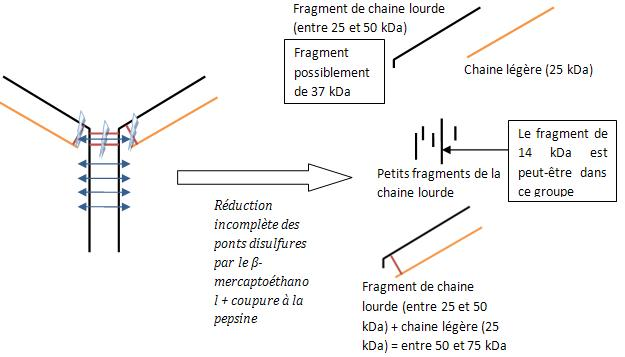 Fragment de chaine lourde
(entre 25 et 50 kDa)
Fragment
possiblement
de 37 kDa
Chaine légère (25 kDa)
Le fragment de
14 kDa est
peut-être dans
ce groupe
Petits fragments de la
chaine lourde
Réduction
incomplète des
ponts disulfures
par le β-
mercaptoéthano
l + coupure à la
pepsine
Fragment de chaine
lourde (entre 25 et 50
kDa) + chaine légère (25
kDa) = entre 50 et 75 kDa